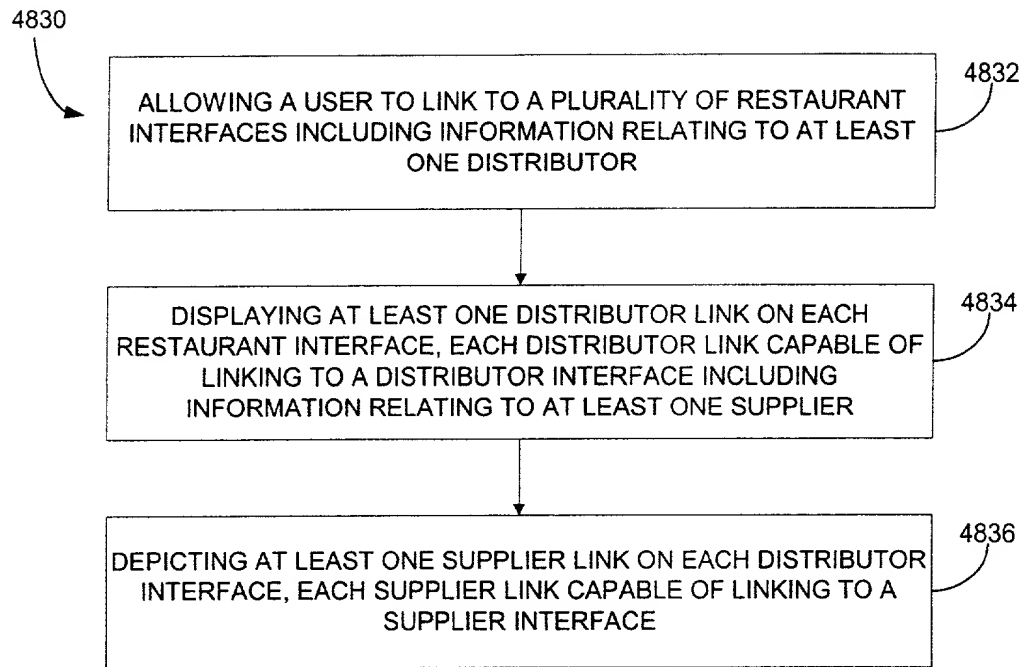 4830
4832
ALLOWING A USER TO LINK TO A PLURALITY OF RESTAURANT
INTERFACES INCLUDING INFORMATION RELATING TO AT LEAST
ONE DISTRIBUTOR
4834
DISPLAYING AT LEAST ONE DISTRIBUTOR LINK ON EACH
RESTAURANT INTERFACE, EACH DISTRIBUTOR LINK CAPABLE OF
LINKING TO A DISTRIBUTOR INTERFACE INCLUDING
INFORMATION RELATING TO AT LEAST ONE SUPPLIER
4836
DEPICTING AT LEAST ONE SUPPLIER LINK ON EACH DISTRIBUTOR
INTERFACE, EACH SUPPLIER LINK CAPABLE OF LINKING TO A
SUPPLIER INTERFACE